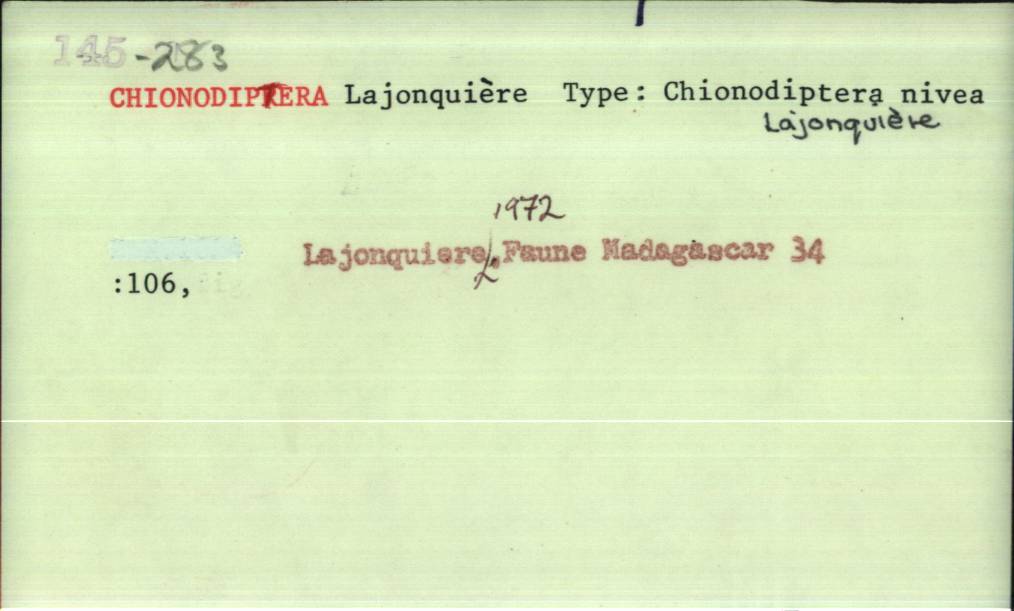 145-283
CHIONODIPTERA Lajonquière Type: Chionodiptera nivea
Lajonquière
1972
Lajonquiere, Faune Madagascar 34
:106,